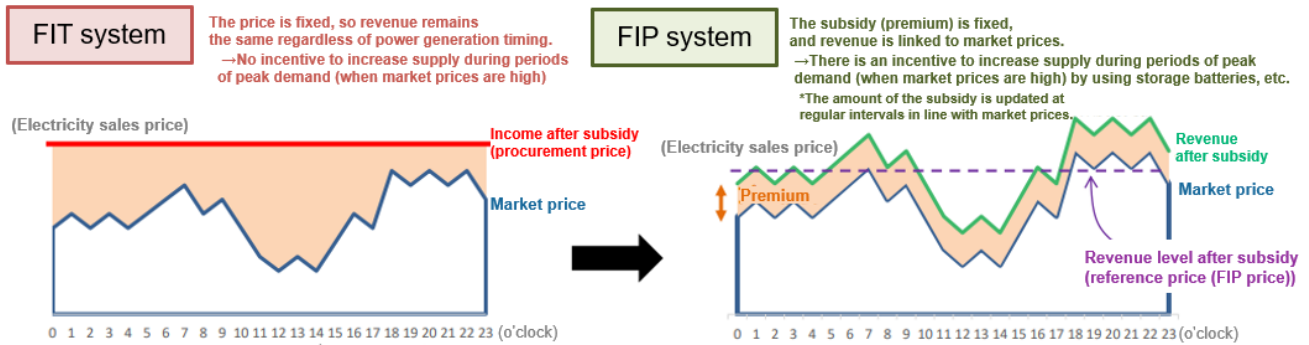 FIT system
The price is fixed, so revenue remains
the same regardless of power generation timing.
→No incentive to increase supply during periods
of peak demand (when market prices are high)
(Electricity sales price)
Income after subsidy
(procurement price)
Market price
0 1 2 3 4 5 6 7 8 9 10 11 12 13 14 15 16 17 18 19 20 21 22 23 (o'clock)
FIP system
The subsidy (premium) is fixed,
and revenue is linked to market prices.
→There is an incentive to increase supply during periods of peak
demand (when market prices are high) by using storage batteries, etc.
*The amount of the subsidy is updated at
regular intervals in line with market prices.
(Electricity sales price)
Revenue
after subsidy
Premium
Market price
Revenue level after subsidy
(reference price (FIP price))
0 1 2 3 4 5 6 7 8 9 10 11 12 13 14 15 16 17 18 19 20 21 22 23 (o'clock)